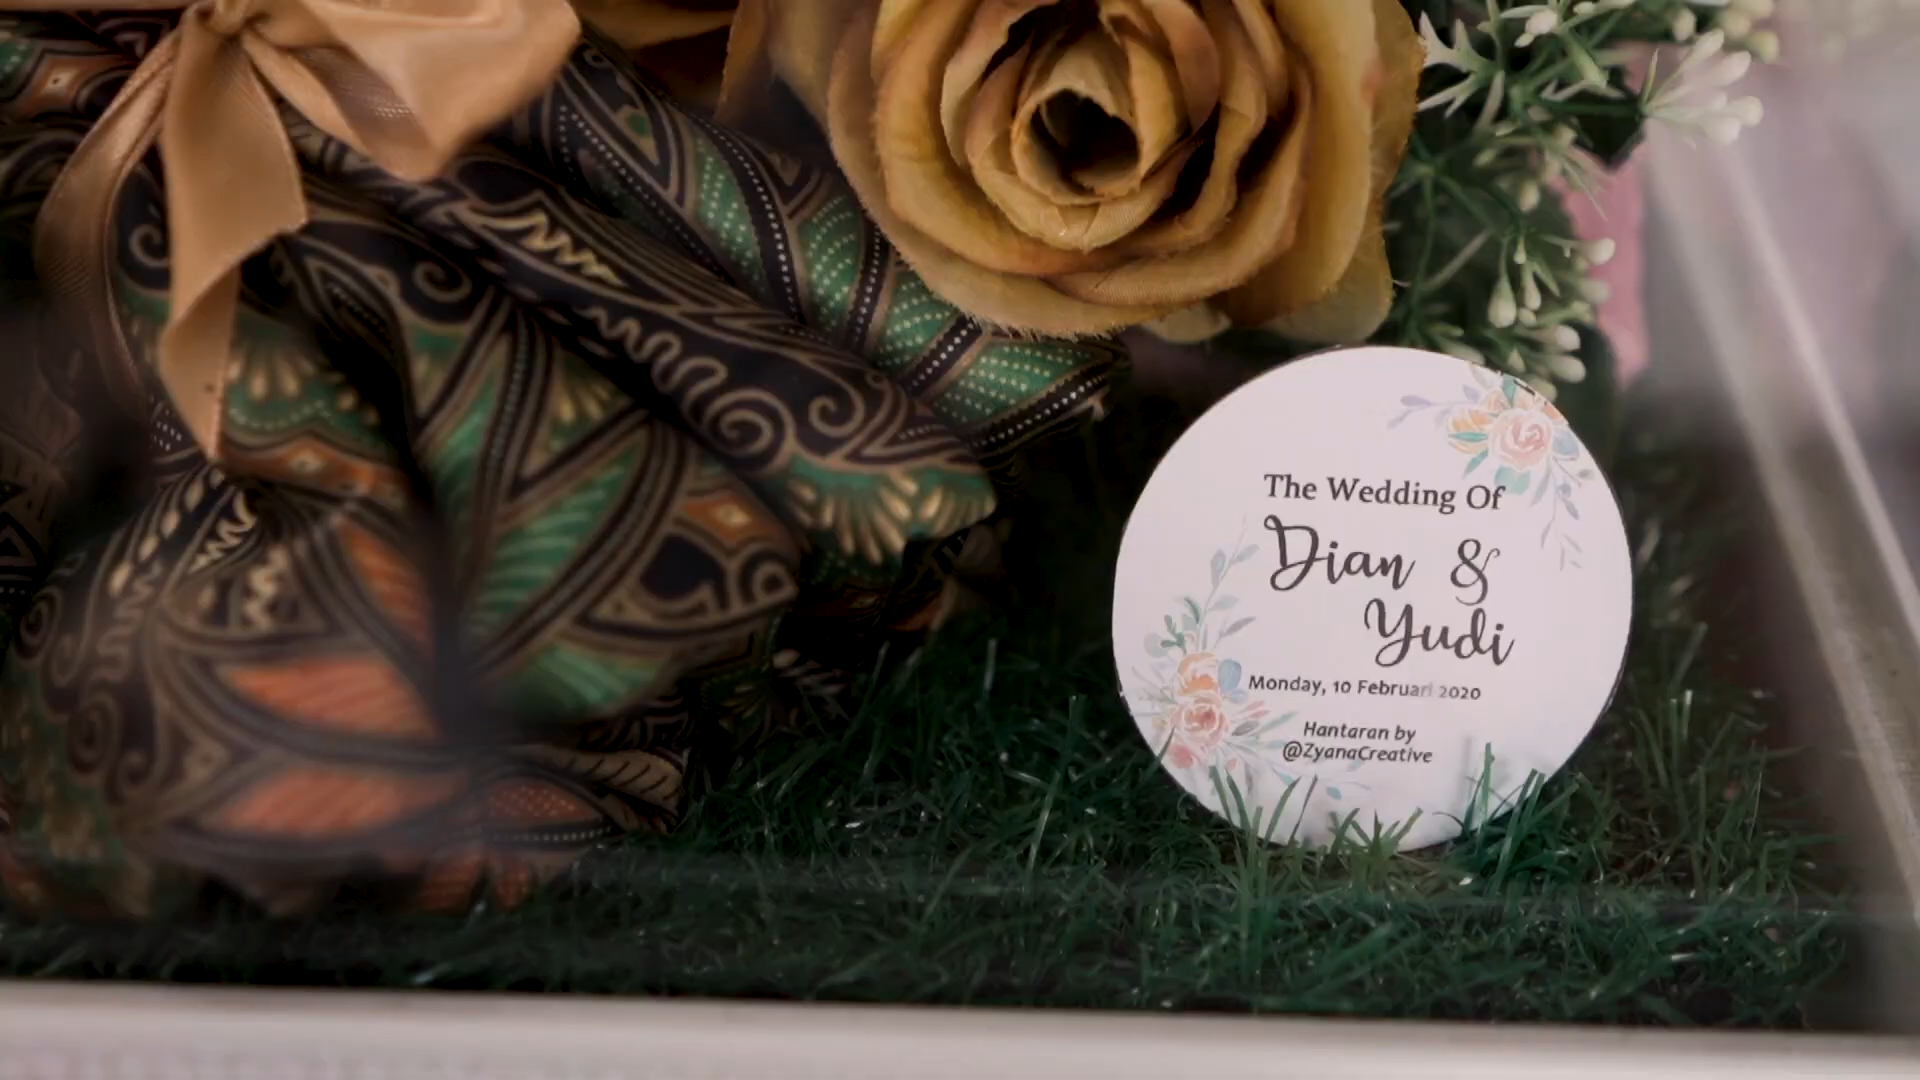 The Wedding Of
Dian &
Yudi
Monday, 10 Februari 2020
Hantaran by
@ZyanaCreative